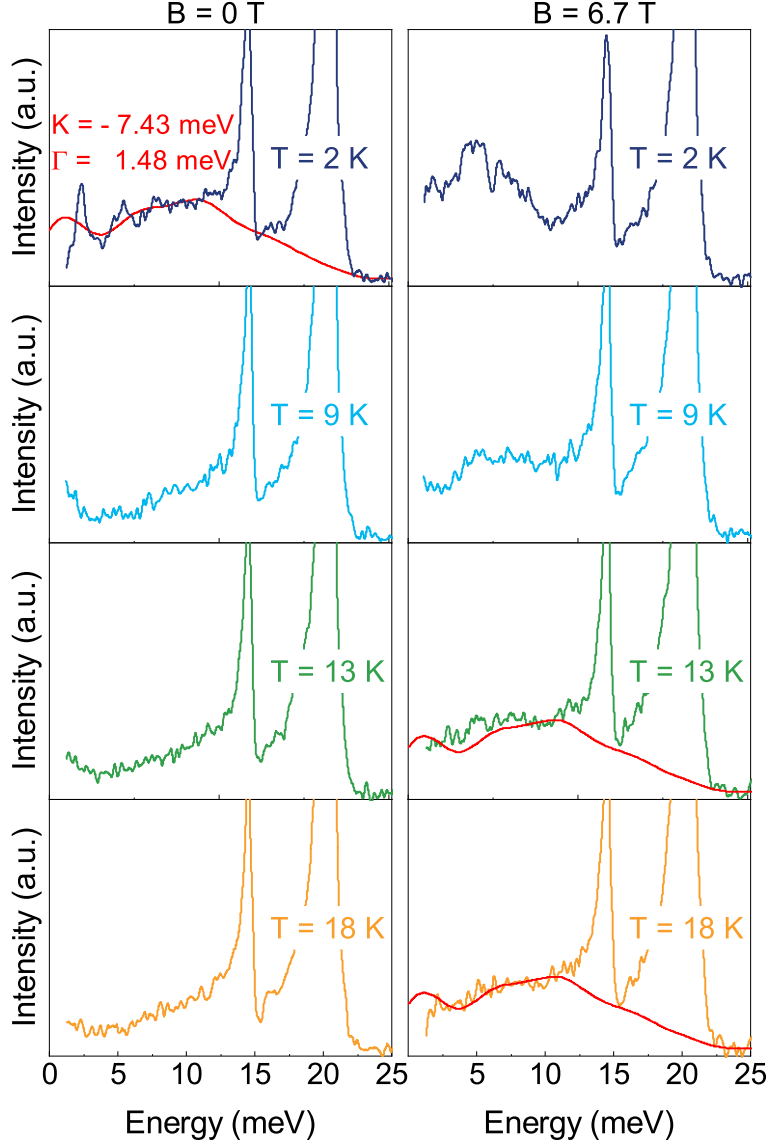 B = 0 T
B = 6.7 T
Intensity (a.u.)
K = - 7.43 meV
Γ = 1.48 meV
T = 2 K
T = 2 K
Intensity (a.u.)
T = 9 K
T = 9 K
Intensity (a.u.)
T = 13 K
T = 13 K
Intensity (a.u.)
T = 18 K
T = 18 K
0 5 10 15 20 25
5 10 15 20 25
Energy (meV)
Energy (meV)